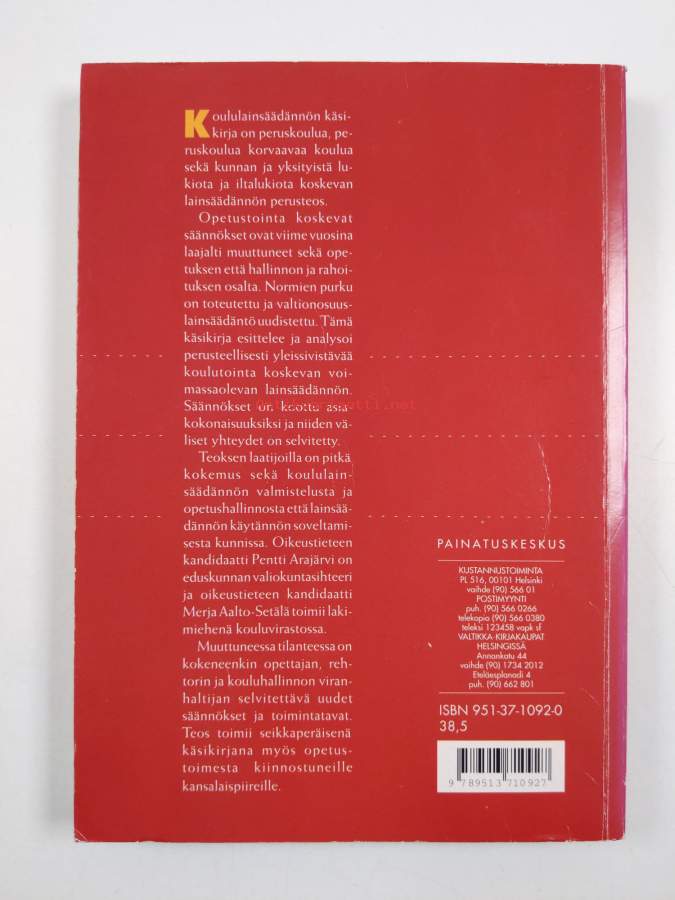 Koululainsäädännön käsi-
kirja on peruskoulua, pe-
ruskoulua korvaavaa koulua
sekä kunnan ja yksityistä lu-
kiota ja iltalukiota koskevan
lainsäädännön perusteos.
Opetustointa koskevat
säännökset ovat viime vuosina
laajalti muuttuneet sekä ope-
tuksen että hallinnon ja rahoi-
tuksen osalta. Normien purku
on toteutettu ja valtionosuus-
lainsäädäntö uudistettu. Tämä
käsikirja esittelee ja analysoi
perusteellisesti yleissivistävää
koulutointa koskevan voi-
massaolevan lainsäädännön.
Säännökset on koottu asia-
kokonaisuuksiksi ja niiden vä-
liset yhteydet on selvitetty.
Teoksen laatijoilla on pitkä
kokemus sekä koululain-
säädännön valmistelusta ja
opetushallinnosta että lainsää-
dännön käytännön soveltami-
sesta kunnissa. Oikeustieteen
kandidaatti Pentti Arajärvi on
eduskunnan valiokuntasihteeri
ja oikeustieteen kandidaatti
Merja Aalto-Setälä toimii laki-
miehenä kouluvirastossa.
Muuttuneessa tilanteessa on
kokeneenkin opettajan, reh-
torin ja kouluhallinnon viran-
haltijan selvitettävä uudet
säännökset ja toimintatavat.
Teos toimii seikkaperäisenä
käsikirjana myös opetus-
toimesta kiinnostuneille
kansalaispiireille.
PAINATUSKESKUS
KUSTANNUSTOIMINTA
PL 516, 00101 Helsinki
vaihde (90) 566 01
POSTIMYYNTI
puh. (90) 566 0266
telekopio (90) 566 0380
teleksi 123458 vapk sf
VALTIKKA-KIRJAKAUPAT
HELSINGISSÄ
Annankatu 44
vaihde (90) 1734 2012
Eteläesplanadi 4
puh. (90) 662 801
ISBN 951-37-1092-0
38,5
9 789513 710927